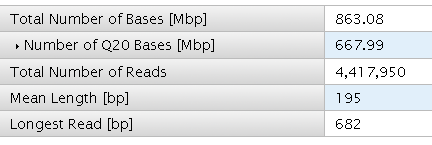 Total Number of Bases [Mbp] 863.08
▸ Number of Q20 Bases [Mbp] 667.99
Total Number of Reads 4,417,950
Mean Length [bp] 195
Longest Read [bp] 682